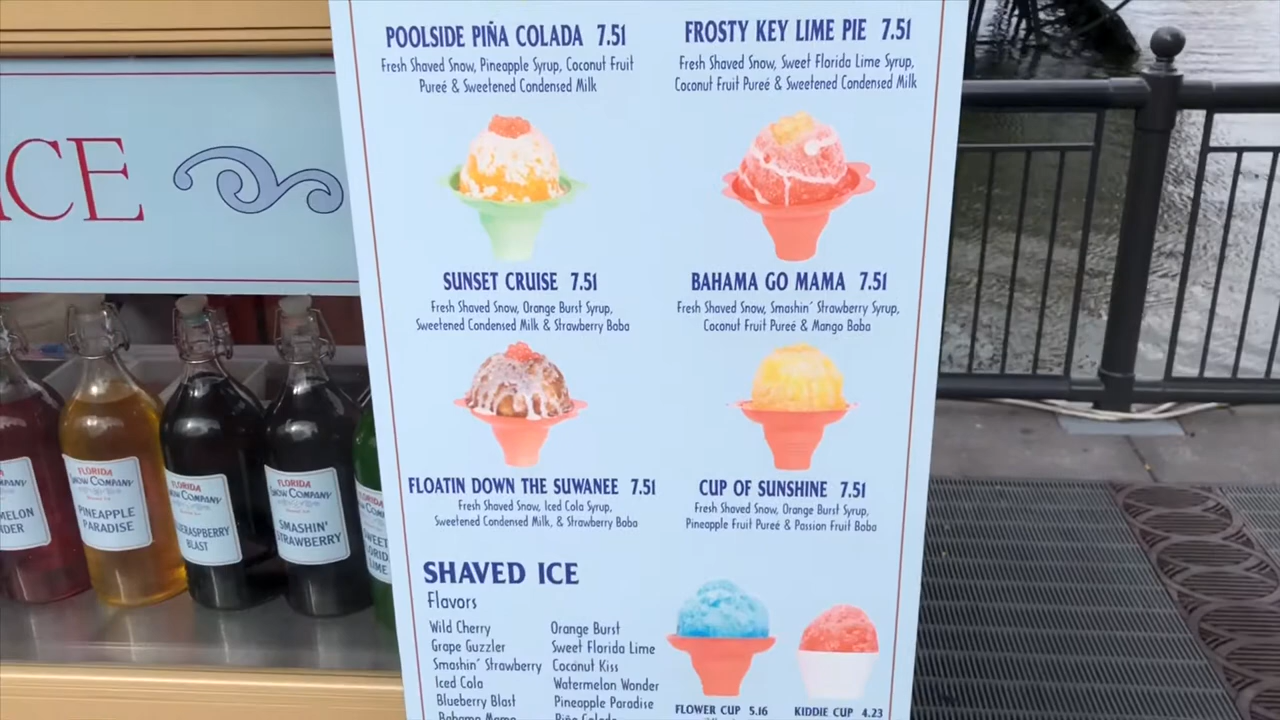 ICE
POOLSIDE PIÑA COLADA 7.51
Fresh Shaved Snow, Pineapple Syrup, Coconut Fruit
Pureé & Sweetened Condensed Milk
FROSTY KEY LIME PIE 7.51
Fresh Shaved Snow, Sweet Florida Lime Syrup,
Coconut Fruit Pureé & Sweetened Condensed Milk
SUNSET CRUISE 7.51
Fresh Shaved Snow, Orange Burst Syrup,
Sweetened Condensed Milk & Strawberry Boba
BAHAMA GO MAMA 7.51
Fresh Shaved Snow, Smashin' Strawberry Syrup,
Coconut Fruit Pureé & Mango Boba
FLOATIN DOWN THE SUWANEE 7.51
Fresh Shaved Snow, Iced Cola Syrup,
Sweetened Condensed Milk, & Strawberry Boba
CUP OF SUNSHINE 7.51
Fresh Shaved Snow, Orange Burst Syrup,
Pineapple Fruit Pureé & Passion Fruit Boba
SHAVED ICE
Flavors
Wild Cherry
Grape Guzzler
Smashin' Strawberry
Iced Cola
Blueberry Blast
Bahama Mama
Orange Burst
Sweet Florida Lime
Coconut Kiss
Watermelon Wonder
Pineapple Paradise
Piña Colada
FLOWER CUP 5.16
KIDDIE CUP 4.23
MELON
NDER
FLORIDA
SNOW COMPANY
PINEAPPLE
PARADISE
FLORIDA
SNOW COMPANY
UERASPBERRY
BLAST
FLORIDA
SNOW COMPANY
SMASHIN'
STRAWBERRY
FLORIDA
SWEET
LIME